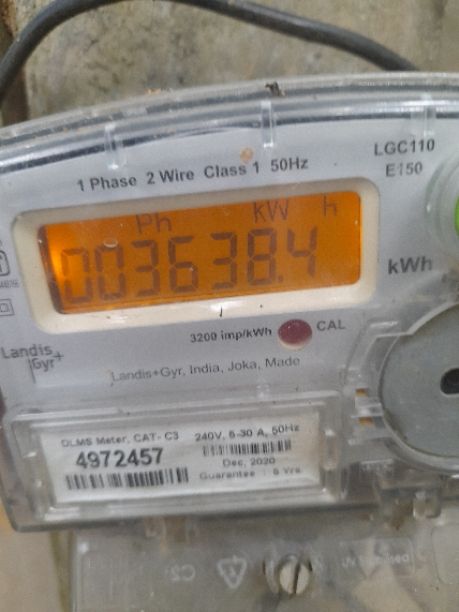 LGC110
E150
1 Phase 2 Wire Class 1 50Hz
Ph kW h
003638.4
kWh
3200 imp/kWh CAL
Landis+
Gyr
Landis+Gyr, India, Joka, Made
DLMS Meter, CAT- C3 240V, 5-30 A, 50Hz
4972457
Dec, 2020
Guarantee : 5 Yrs